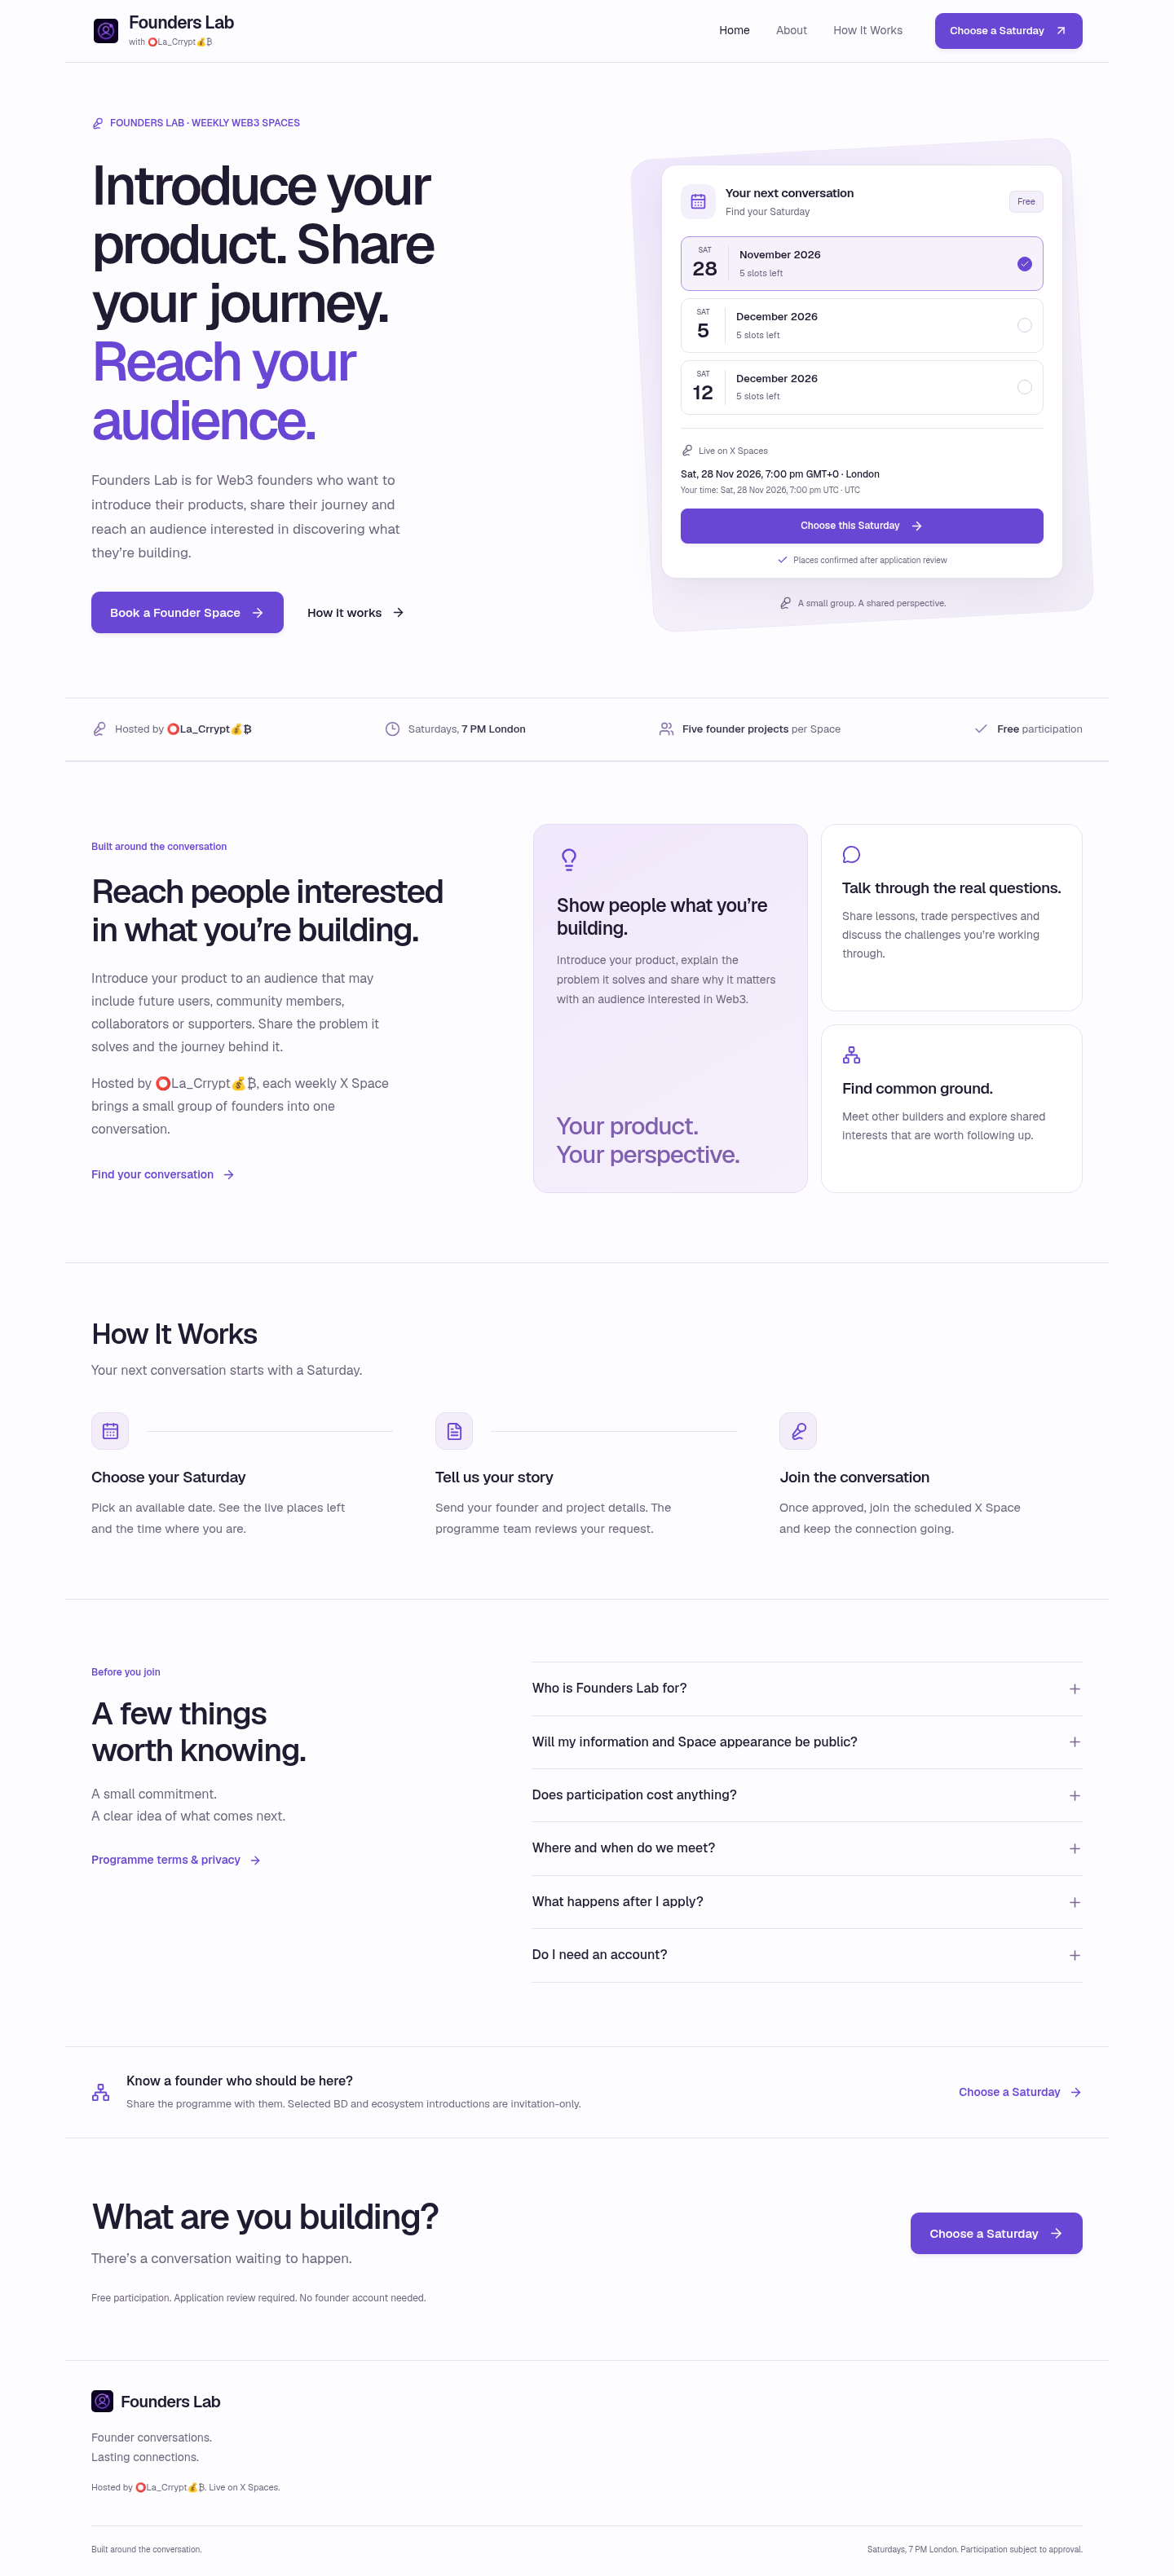 Founders Lab
with ⭕La_Crrypt💰₿
Home
About
How It Works
Choose a Saturday
FOUNDERS LAB · WEEKLY WEB3 SPACES
Introduce your
product. Share
your journey.
Reach your
audience.
Founders Lab is for Web3 founders who want to
introduce their products, share their journey and
reach an audience interested in discovering what
they’re building.
Book a Founder Space
How It works
Your next conversation
Find your Saturday
Free
SAT
28
November 2026
5 slots left
SAT
5
December 2026
5 slots left
SAT
12
December 2026
5 slots left
Live on X Spaces
Sat, 28 Nov 2026, 7:00 pm GMT+0 · London
Your time: Sat, 28 Nov 2026, 7:00 pm UTC · UTC
Choose this Saturday
Places confirmed after application review
A small group. A shared perspective.
Hosted by ⭕La_Crrypt💰₿
Saturdays, 7 PM London
Five founder projects per Space
Free participation
Built around the conversation
Reach people interested
in what you’re building.
Introduce your product to an audience that may
include future users, community members,
collaborators or supporters. Share the problem it
solves and the journey behind it.
Hosted by ⭕La_Crrypt💰₿, each weekly X Space
brings a small group of founders into one
conversation.
Find your conversation
Show people what you’re
building.
Introduce your product, explain the
problem it solves and share why it matters
with an audience interested in Web3.
Your product.
Your perspective.
Talk through the real questions.
Share lessons, trade perspectives and
discuss the challenges you’re working
through.
Find common ground.
Meet other builders and explore shared
interests that are worth following up.
How It Works
Your next conversation starts with a Saturday.
Choose your Saturday
Pick an available date. See the live places left
and the time where you are.
Tell us your story
Send your founder and project details. The
programme team reviews your request.
Join the conversation
Once approved, join the scheduled X Space
and keep the connection going.
Before you join
A few things
worth knowing.
A small commitment.
A clear idea of what comes next.
Programme terms & privacy
Who is Founders Lab for?
Will my information and Space appearance be public?
Does participation cost anything?
Where and when do we meet?
What happens after I apply?
Do I need an account?
Know a founder who should be here?
Share the programme with them. Selected BD and ecosystem introductions are invitation-only.
Choose a Saturday
What are you building?
There’s a conversation waiting to happen.
Free participation. Application review required. No founder account needed.
Choose a Saturday
Founders Lab
Founder conversations.
Lasting connections.
Hosted by ⭕La_Crrypt💰₿. Live on X Spaces.
Built around the conversation.
Saturdays, 7 PM London. Participation subject to approval.